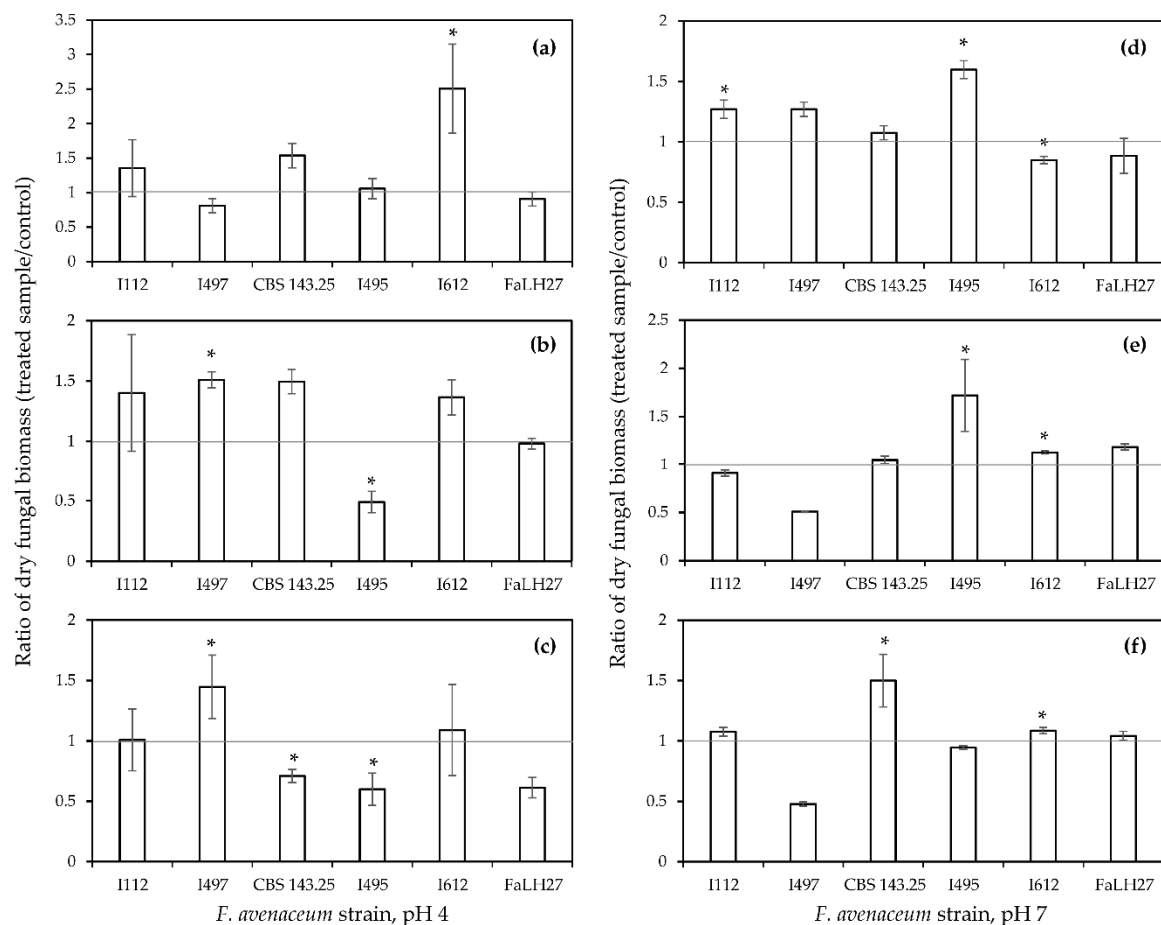 Ratio of dry fungal biomass (treated sample/control)
(a)
3.5
3
2.5
2
1.5
1
0.5
0
*
I112 I497 CBS 143.25 I495 I612 FaLH27
(b)
2
1.5
1
0.5
0
* *
I112 I497 CBS 143.25 I495 I612 FaLH27
(c)
2
1.5
1
0.5
0
* * *
I112 I497 CBS 143.25 I495 I612 FaLH27
F. avenaceum strain, pH 4
Ratio of dry fungal biomass (treated sample/control)
(d)
2
1.5
1
0.5
0
* * *
I112 I497 CBS 143.25 I495 I612 FaLH27
(e)
2.5
2
1.5
1
0.5
0
* *
I112 I497 CBS 143.25 I495 I612 FaLH27
(f)
2
1.5
1
0.5
0
* *
I112 I497 CBS 143.25 I495 I612 FaLH27
F. avenaceum strain, pH 7